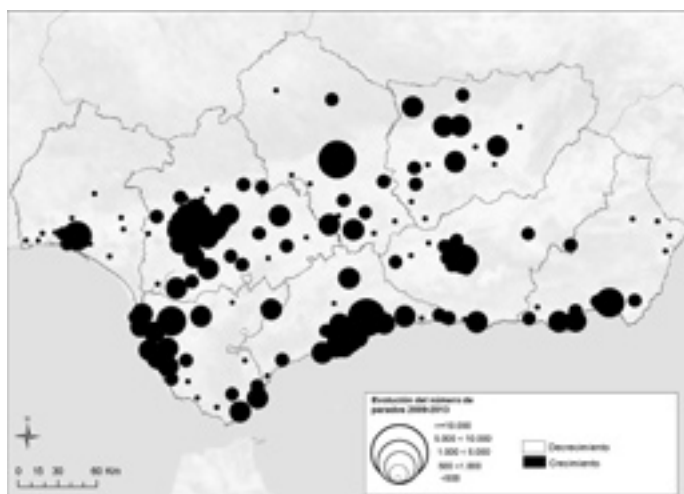 Evolución del número de
parados 2008-2013
>=10.000
5.000 < 10.000
1.000 < 5.000
500 < 1.000
<500
Decrecimiento
Crecimiento
0 15 30 60 Km